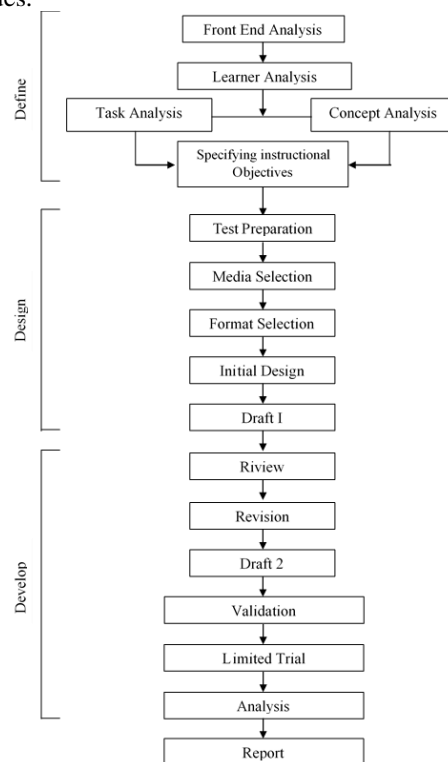 ues.
Front End Analysis
Learner Analysis
Task Analysis
Concept Analysis
Specifying instructional
Objectives
Define
Test Preparation
Media Selection
Format Selection
Initial Design
Draft I
Design
Riview
Revision
Draft 2
Validation
Limited Trial
Analysis
Develop
Report